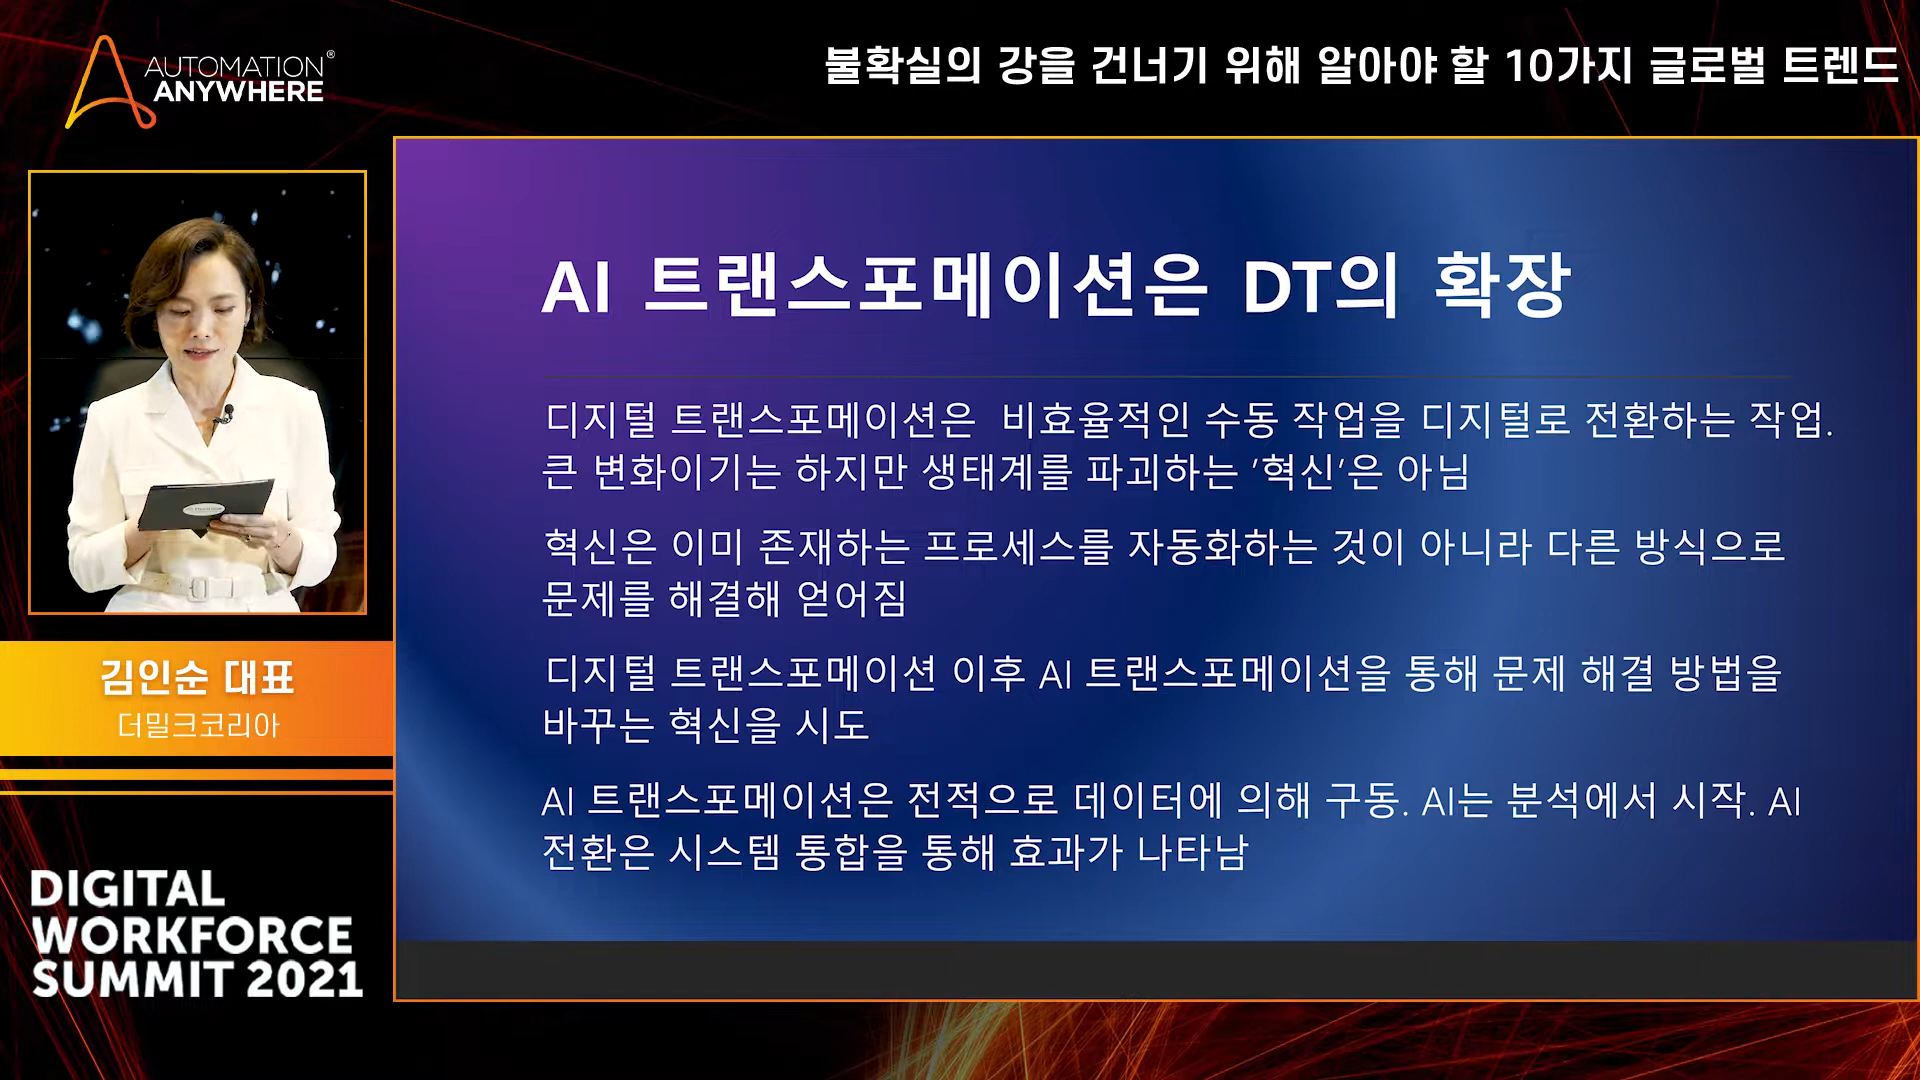 AUTOMATION®
ANYWHERE
불확실의 강을 건너기 위해 알아야 할 10가지 글로벌 트렌드
AI 트랜스포메이션은 DT의 확장
디지털 트랜스포메이션은 비효율적인 수동 작업을 디지털로 전환하는 작업.
큰 변화이기는 하지만 생태계를 파괴하는 '혁신'은 아님
혁신은 이미 존재하는 프로세스를 자동화하는 것이 아니라 다른 방식으로
문제를 해결해 얻어짐
디지털 트랜스포메이션 이후 AI 트랜스포메이션을 통해 문제 해결 방법을
바꾸는 혁신을 시도
AI 트랜스포메이션은 전적으로 데이터에 의해 구동. AI는 분석에서 시작. AI
전환은 시스템 통합을 통해 효과가 나타남
김인순 대표
더밀크코리아
DIGITAL
WORKFORCE
SUMMIT 2021